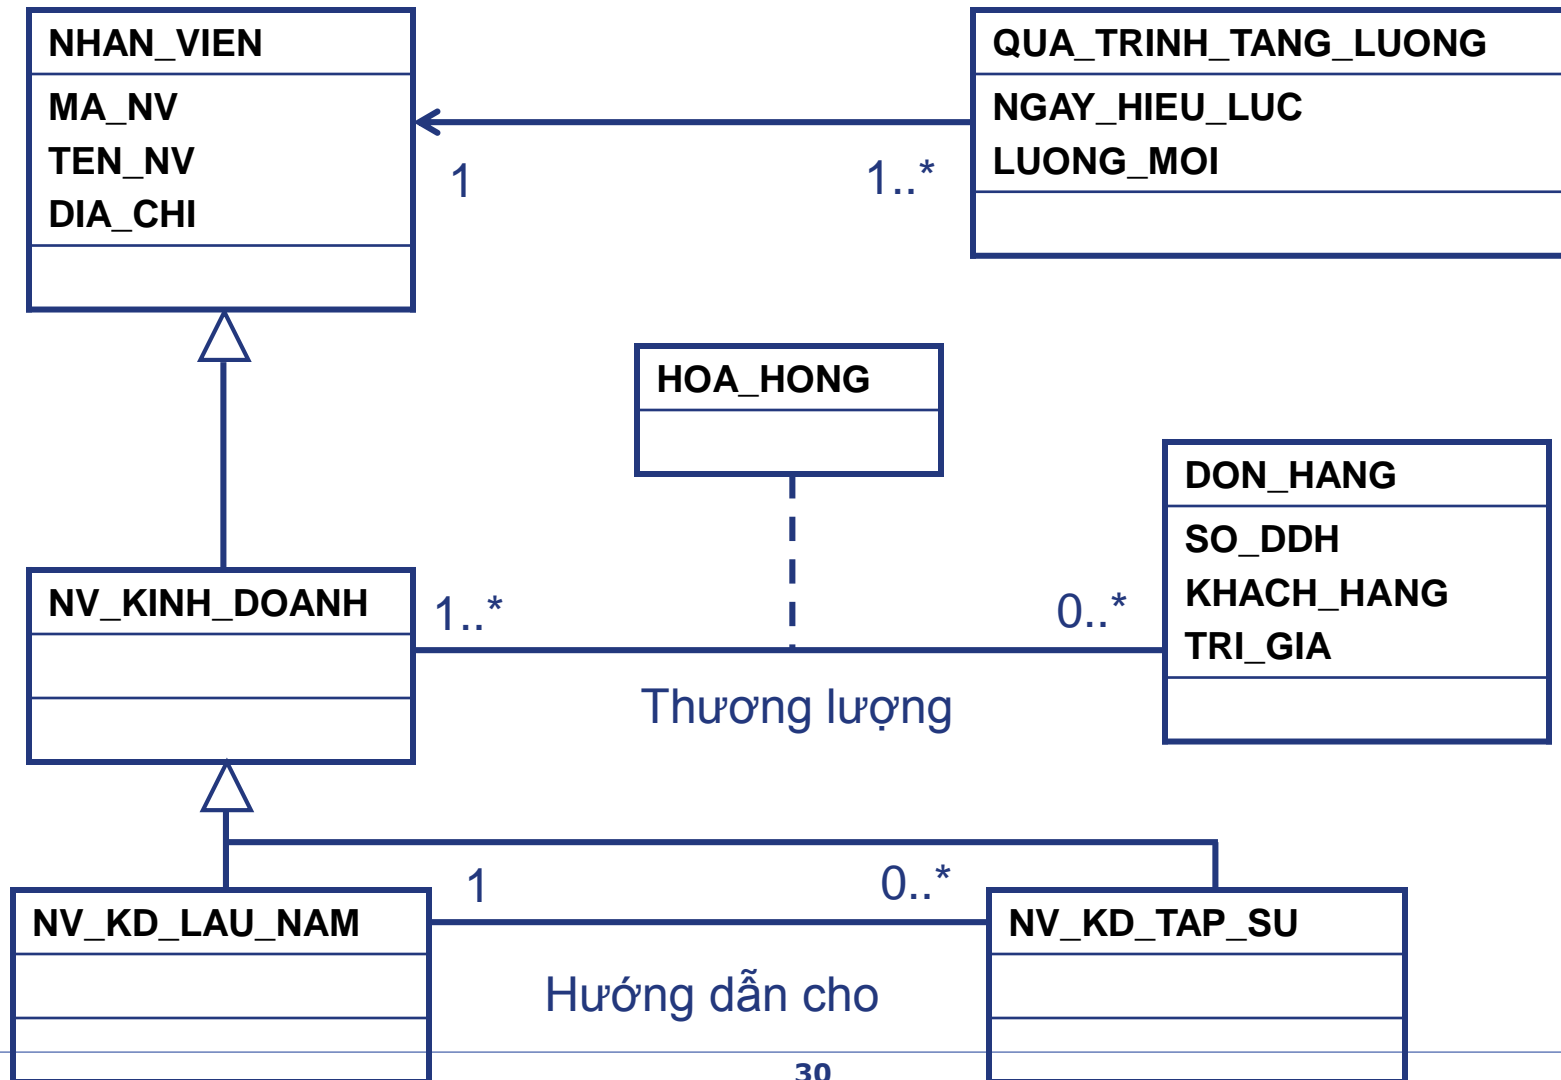 NHAN_VIEN
MA_NV
TEN_NV
DIA_CHI
1
1..*
QUA_TRINH_TANG_LUONG
NGAY_HIEU_LUC
LUONG_MOI
HOA_HONG
DON_HANG
SO_DDH
KHACH_HANG
TRI_GIA
NV_KINH_DOANH
1..*
0..*
Thương lượng
1
0..*
NV_KD_LAU_NAM
NV_KD_TAP_SU
Hướng dẫn cho
30